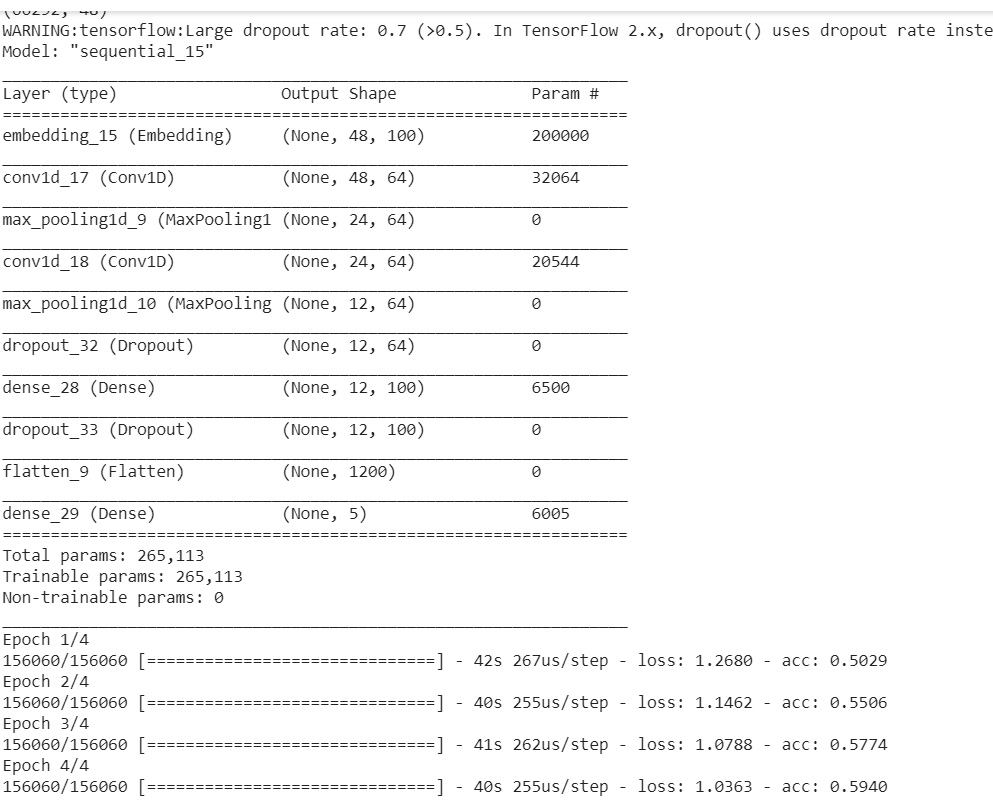 (66292, 48)
WARNING:tensorflow:Large dropout rate: 0.7 (>0.5). In TensorFlow 2.x, dropout() uses dropout rate inste
Model: "sequential_15"
Layer (type) Output Shape Param #
embedding_15 (Embedding) (None, 48, 100) 200000
conv1d_17 (Conv1D) (None, 48, 64) 32064
max_pooling1d_9 (MaxPooling1 (None, 24, 64) 0
conv1d_18 (Conv1D) (None, 24, 64) 20544
max_pooling1d_10 (MaxPooling (None, 12, 64) 0
dropout_32 (Dropout) (None, 12, 64) 0
dense_28 (Dense) (None, 12, 100) 6500
dropout_33 (Dropout) (None, 12, 100) 0
flatten_9 (Flatten) (None, 1200) 0
dense_29 (Dense) (None, 5) 6005
Total params: 265,113
Trainable params: 265,113
Non-trainable params: 0
Epoch 1/4
156060/156060 [==============================] - 42s 267us/step - loss: 1.2680 - acc: 0.5029
Epoch 2/4
156060/156060 [==============================] - 40s 255us/step - loss: 1.1462 - acc: 0.5506
Epoch 3/4
156060/156060 [==============================] - 41s 262us/step - loss: 1.0788 - acc: 0.5774
Epoch 4/4
156060/156060 [==============================] - 40s 255us/step - loss: 1.0363 - acc: 0.5940